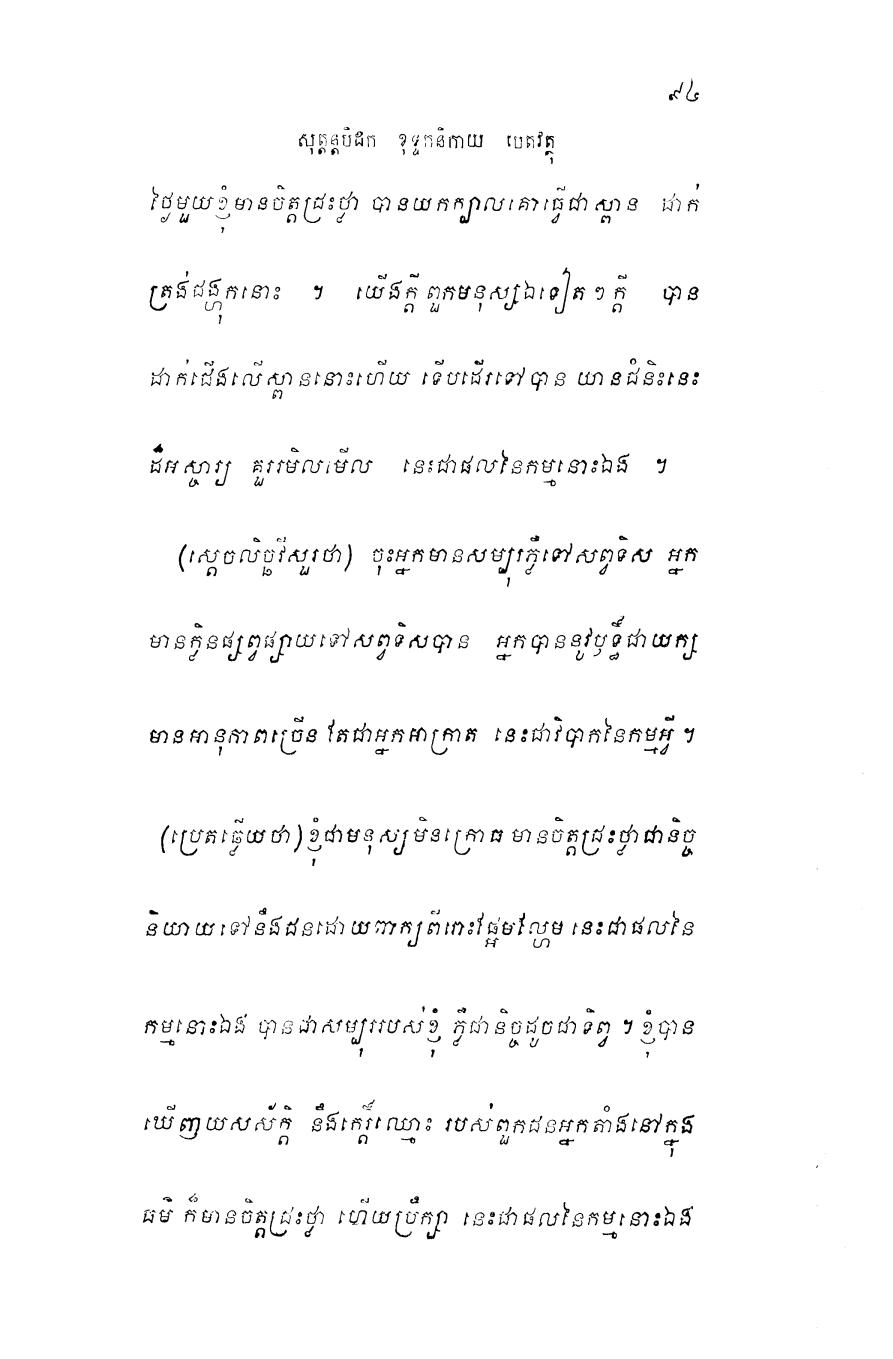 ៩៤
សុត្តន្តបិដក ខុទ្ទកនិកាយ បេតវត្ថុ
ថ្ងៃមួយខ្ញុំមានចិត្តជ្រះថ្លា បានយកក្បាលគោធ្វើជាស្ពាន ដាក់
ត្រង់ជង្ហុកនោះ ។ យើងក្តី ពួកមនុស្សឯទៀត ៗ ក្តី បាន
ដាក់ជើងលើស្ពាននោះហើយ ទើបដើរទៅបាន យានជំនិះនេះ
ដ៏អស្ចារ្យ គួររមិលមើល នេះជាផលនៃកម្មនោះឯង ។
(ស្តេចលិច្ឆវីសួរថា) ចុះអ្នកមានសម្បុរភ្លឺទៅសព្វទិស អ្នក
មានក្លិនផ្សព្វផ្សាយទៅសព្វទិសបាន អ្នកបាននូវឫទ្ធិ៍ជាយក្ស
មានអានុភាពច្រើន តែជាអ្នកអាក្រាត នេះជាវិបាកនៃកម្មអ្វី ។
(ប្រេតឆ្លើយថា) ខ្ញុំជាមនុស្សមិនក្រោធ មានចិត្តជ្រះថ្លាជានិច្ច
និយាយទៅនឹងជនដោយពាក្យពីរោះផ្អែមល្ហែម នេះជាផលនៃ
កម្មនោះឯង បានជាសម្បុររបស់ខ្ញុំ ភ្លឺជានិច្ចដូចជាទិព្វ ។ ខ្ញុំបាន
ឃើញយសស័ក្តិ នឹងកេរ្តិ៍ឈ្មោះ របស់ពួកជនអ្នកតាំងនៅក្នុង
ធម៌ ក៏មានចិត្តជ្រះថ្លា ហើយប្រឹក្សា នេះជាផលនៃកម្មនោះឯង